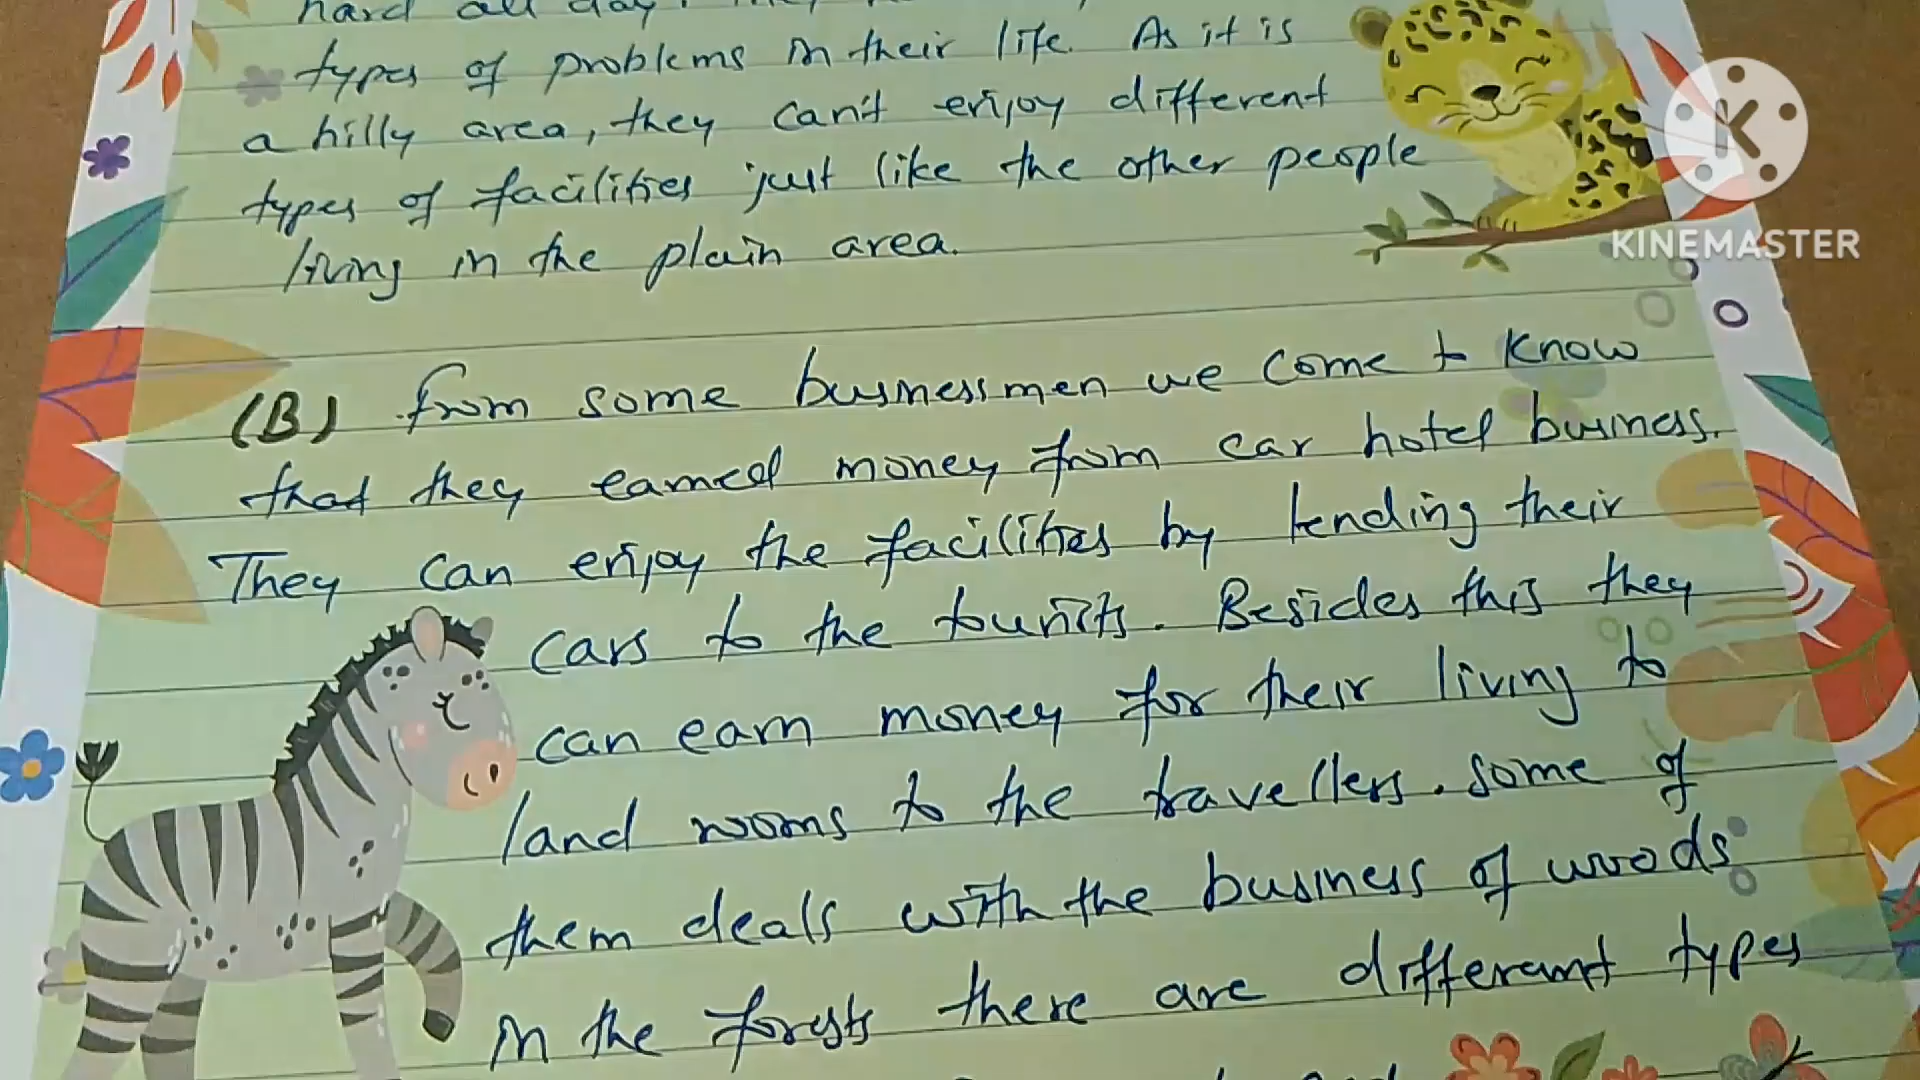 hard all day. They
types of problems in their life. As it is
a hilly area, they can't enjoy different
types of facilities just like the other people
living in the plain area.
(B) From some businessmen we come to know
that they earned money from car hotel business.
They can enjoy the facilities by lending their
cars to the tourists. Besides this they
can earn money for their living to
land rooms to the travellers. Some of
them deals with the business of woods
in the forests there are different types
KINEMASTER